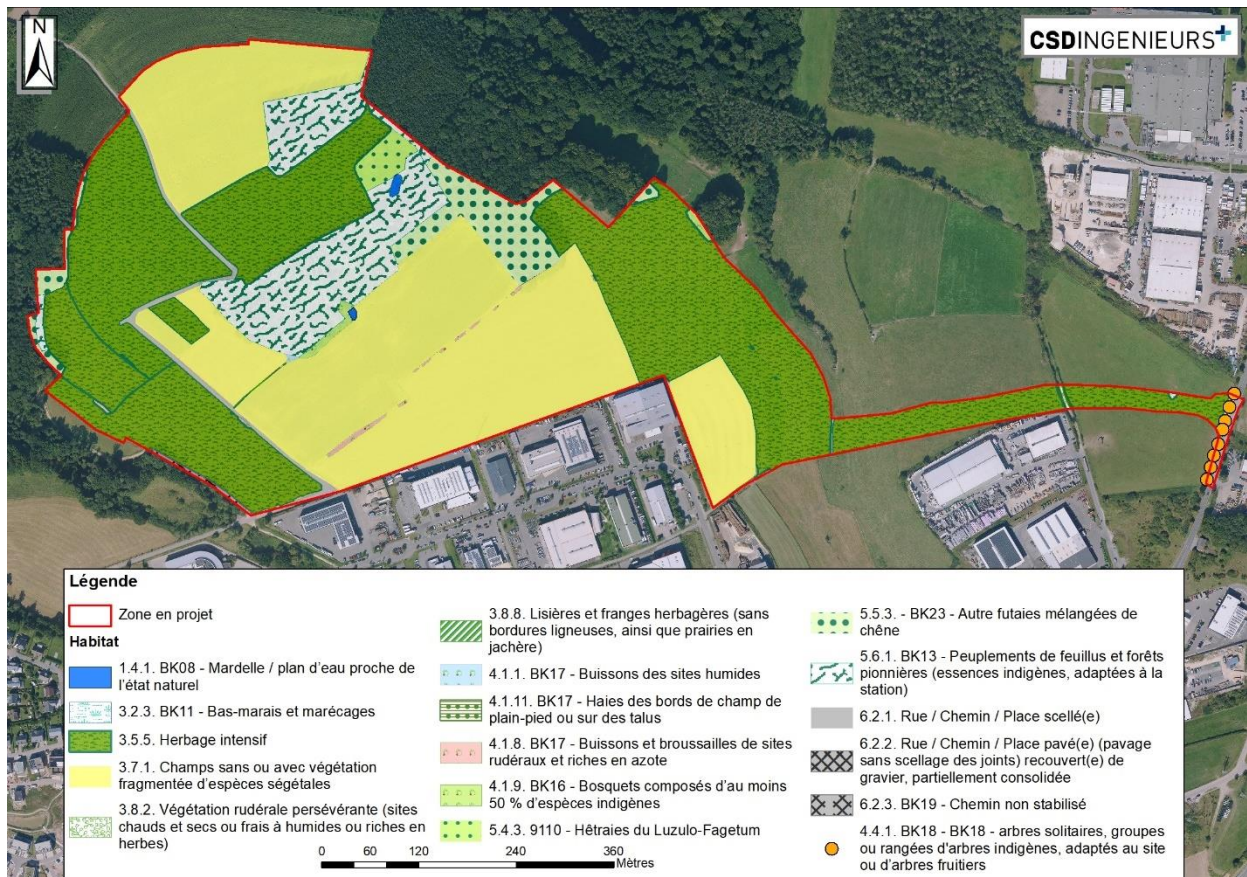 N
CSDINGENIEURS+
Légende
Zone en projet
Habitat
1.4.1. BK08 - Mardelle / plan d'eau proche de
l'état naturel
3.2.3. BK11 - Bas-marais et marécages
3.5.5. Herbage intensif
3.7.1. Champs sans ou avec végétation
fragmentée d'espèces ségétales
3.8.2. Végétation rudérale persévérante (sites
chauds et secs ou frais à humides ou riches en
herbes)
3.8.8. Lisières et franges herbagères (sans
bordures ligneuses, ainsi que prairies en
jachère)
4.1.1. BK17 - Buissons des sites humides
4.1.11. BK17 - Haies des bords de champ de
plain-pied ou sur des talus
4.1.8. BK17 - Buissons et broussailles de sites
rudéraux et riches en azote
4.1.9. BK16 - Bosquets composés d'au moins
50 % d'espèces indigènes
5.4.3. 9110 - Hêtraies du Luzulo-Fagetum
5.5.3. - BK23 - Autre futaies mélangées de
chêne
5.6.1. BK13 - Peuplements de feuillus et forêts
pionnières (essences indigènes, adaptées à la
station)
6.2.1. Rue / Chemin / Place scellé(e)
6.2.2. Rue / Chemin / Place pavé(e) (pavage
sans scellage des joints) recouvert(e) de
gravier, partiellement consolidée
6.2.3. BK19 - Chemin non stabilisé
4.4.1. BK18 - BK18 - arbres solitaires, groupes
ou rangées d'arbres indigènes, adaptés au site
ou d'arbres fruitiers
0 60 120 240 360
Mètres